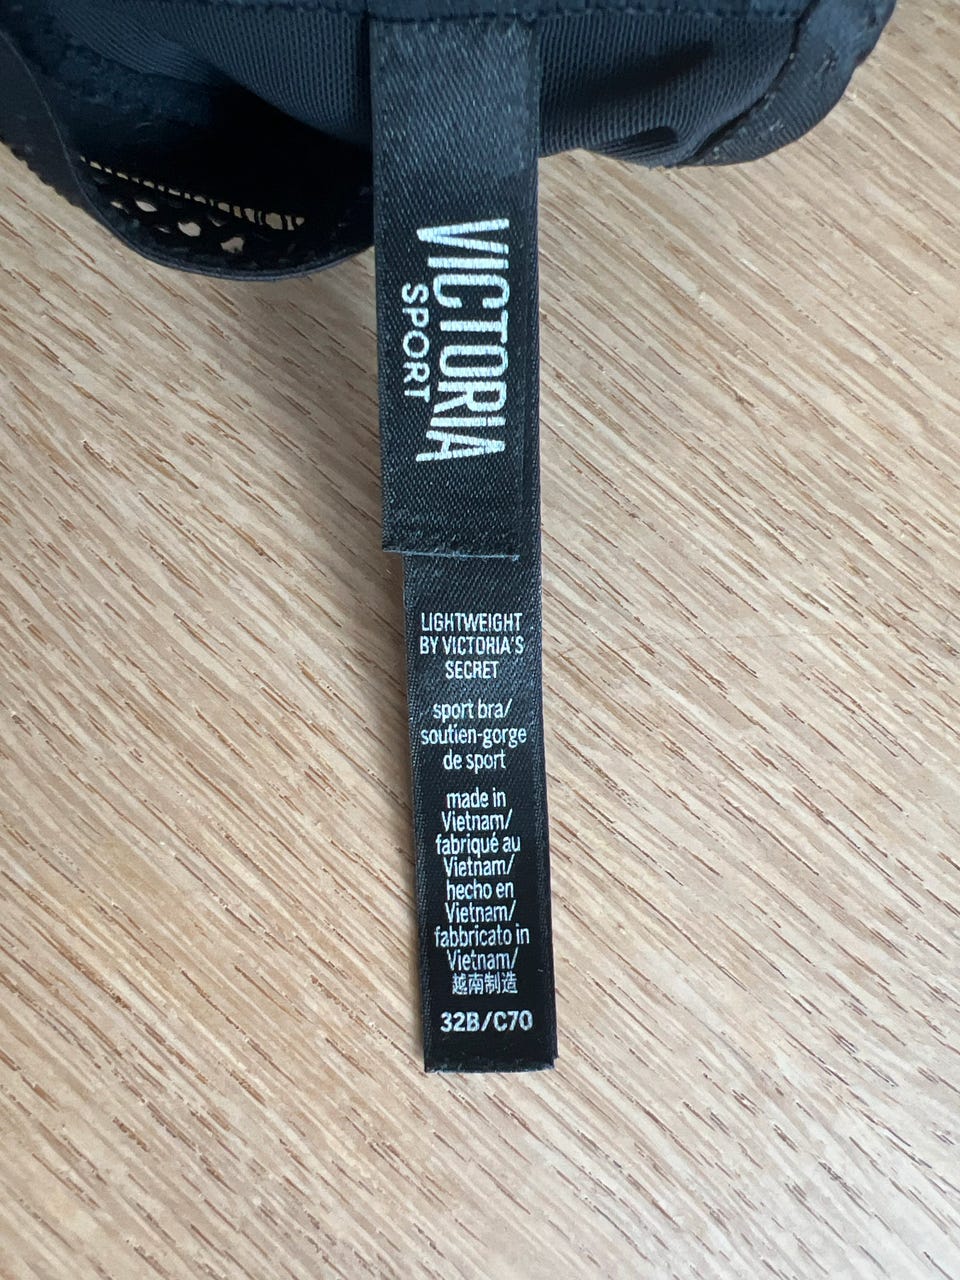 VICTORIA
SPORT
LIGHTWEIGHT
BY VICTORIA'S
SECRET
sport bra/
soutien-gorge
de sport
made in
Vietnam/
fabriqué au
Vietnam/
hecho en
Vietnam/
fabbricato in
Vietnam/
越南制造
32B/C70